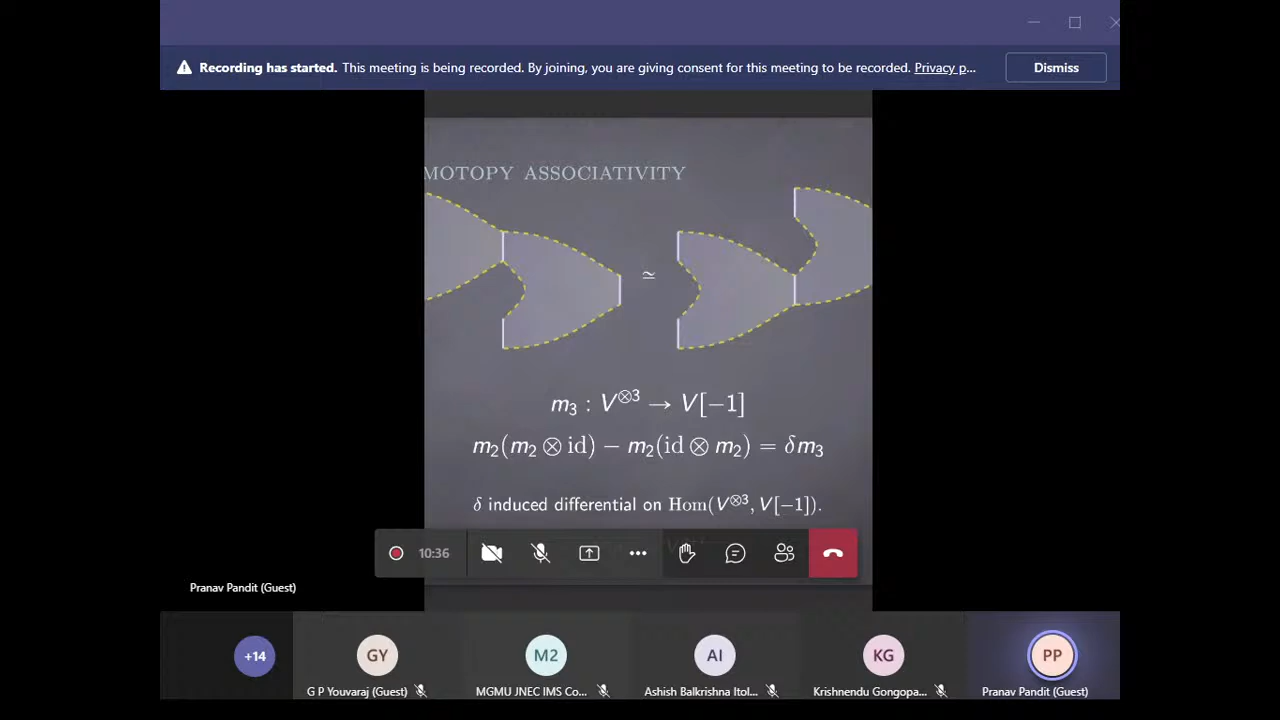 Recording has started. This meeting is being recorded. By joining, you are giving consent for this meeting to be recorded. Privacy p...
Dismiss
MOTOPY ASSOCIATIVITY
≃
m₃ : V^⊗3 → V[−1]
m₂(m₂ ⊗ id) − m₂(id ⊗ m₂) = δm₃
δ induced differential on Hom(V^⊗3, V[−1]).
10:36
Pranav Pandit (Guest)
+14
GY
M2
AI
KG
PP
G P Youvaraj (Guest)
MGMU JNEC IMS Co...
Ashish Balkrishna Itol...
Krishnendu Gongopa...
Pranav Pandit (Guest)